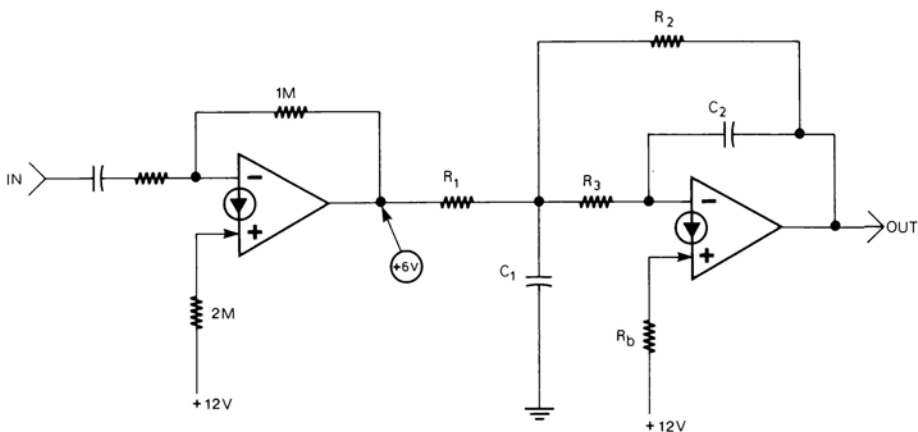 R2
1M
C2
IN
−
R1
R3
−
+
+6V
+
OUT
C1
2M
Rb
+12V
+12V